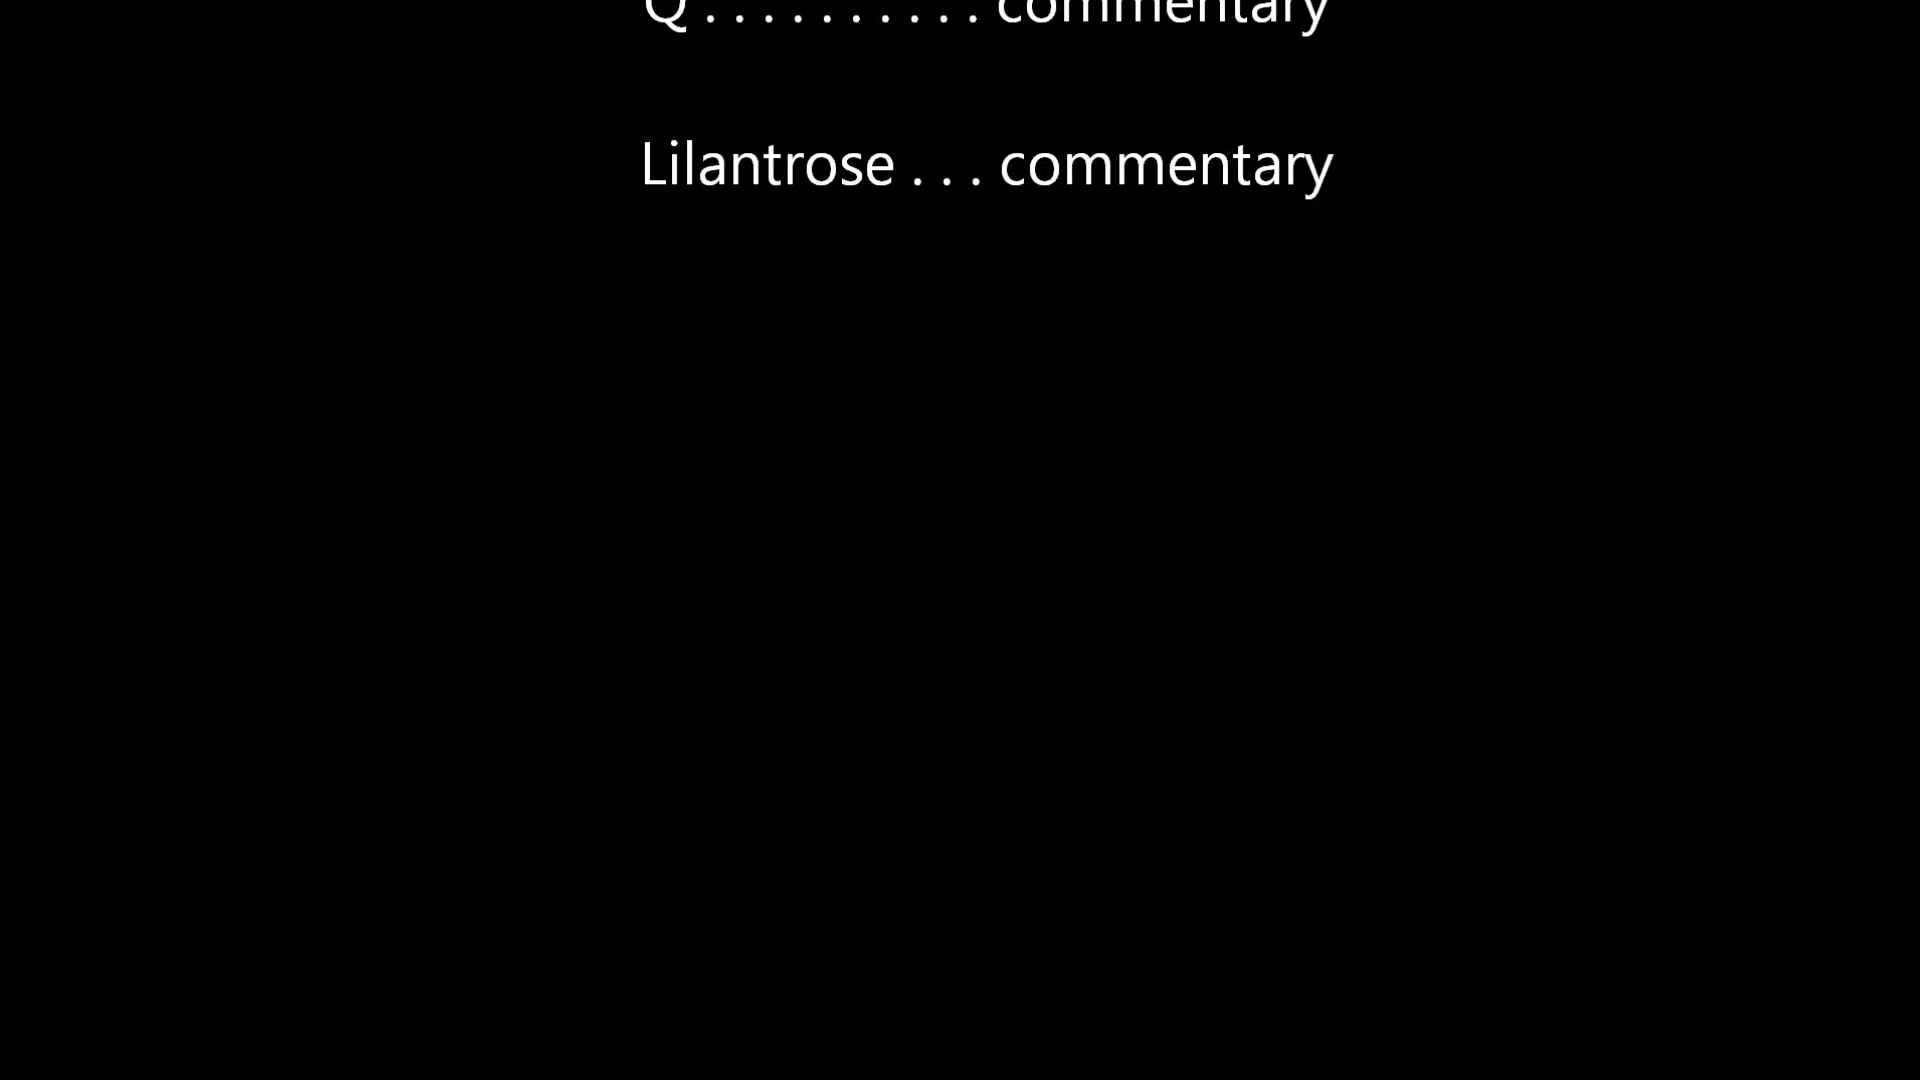 Q . . . . . . . . . . commentary
Lilantrose . . . commentary